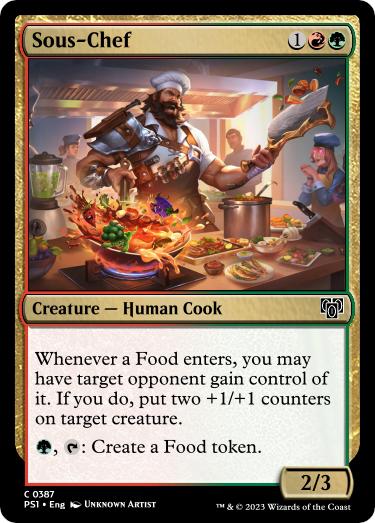 Sous-Chef 1
Creature — Human Cook
Whenever a Food enters, you may
have target opponent gain control of
it. If you do, put two +1/+1 counters
on target creature.
, : Create a Food token.
2/3
C 0387
PS1 • Eng Unknown Artist
™ & © 2023 Wizards of the Coast